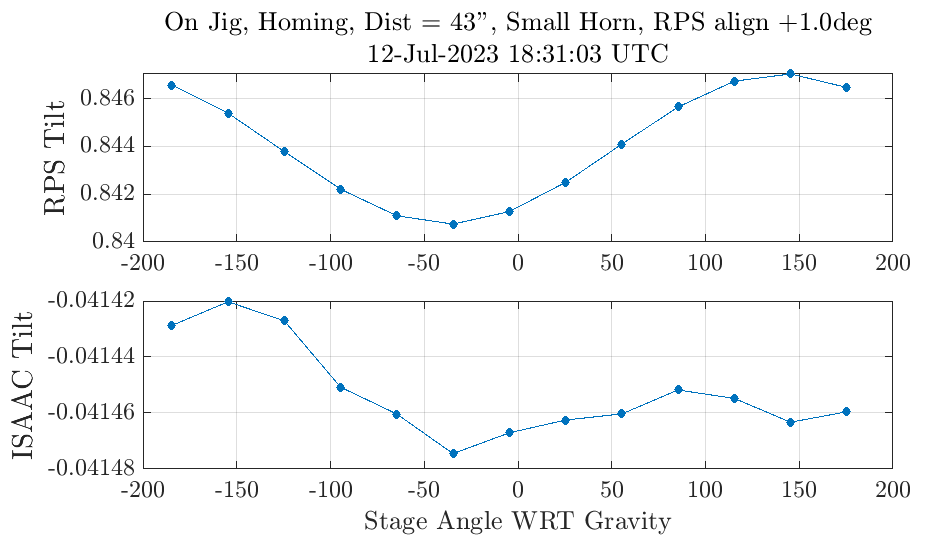 On Jig, Homing, Dist = 43”, Small Horn, RPS align +1.0deg
12-Jul-2023 18:31:03 UTC
RPS Tilt
0.846
0.844
0.842
0.84
-200 -150 -100 -50 0 50 100 150 200
ISAAC Tilt
-0.04142
-0.04144
-0.04146
-0.04148
-200 -150 -100 -50 0 50 100 150 200
Stage Angle WRT Gravity